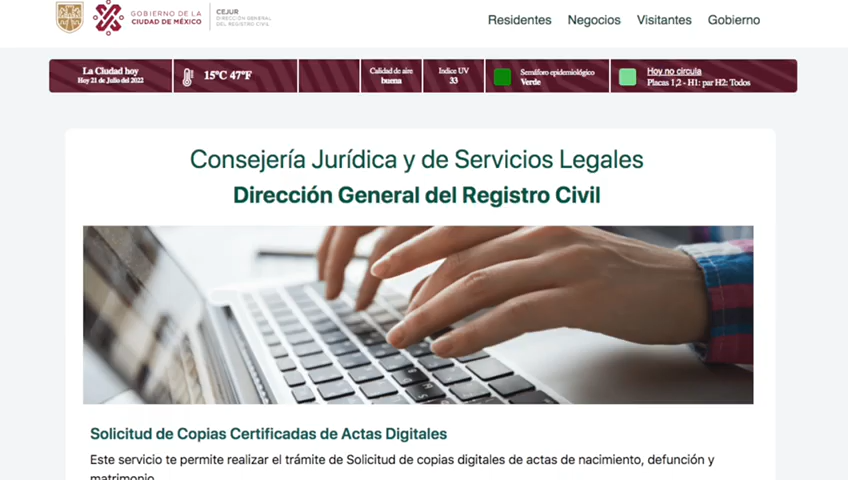 GOBIERNO DE LA
CIUDAD DE MÉXICO
CEJUR
DIRECCIÓN GENERAL
DEL REGISTRO CIVIL
Residentes Negocios Visitantes Gobierno
La Ciudad hoy
Hoy 21 de Julio del 2022
15°C 47°F
Calidad de aire
buena
Indice UV
33
Semáforo epidemiológico
Verde
Hoy no circula
Placas 1,2 - H1: par H2: Todos
Consejería Jurídica y de Servicios Legales
Dirección General del Registro Civil
Solicitud de Copias Certificadas de Actas Digitales
Este servicio te permite realizar el trámite de Solicitud de copias digitales de actas de nacimiento, defunción y
matrimonio